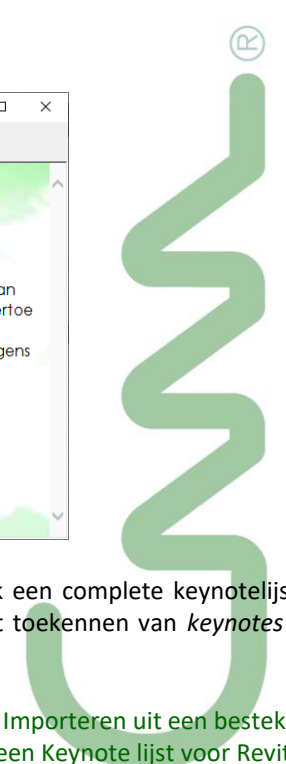 ®
an
ertoe
gens
k een complete keynotelijs
t toekennen van keynotes
Importeren uit een bestek
een Keynote lijst voor Revit